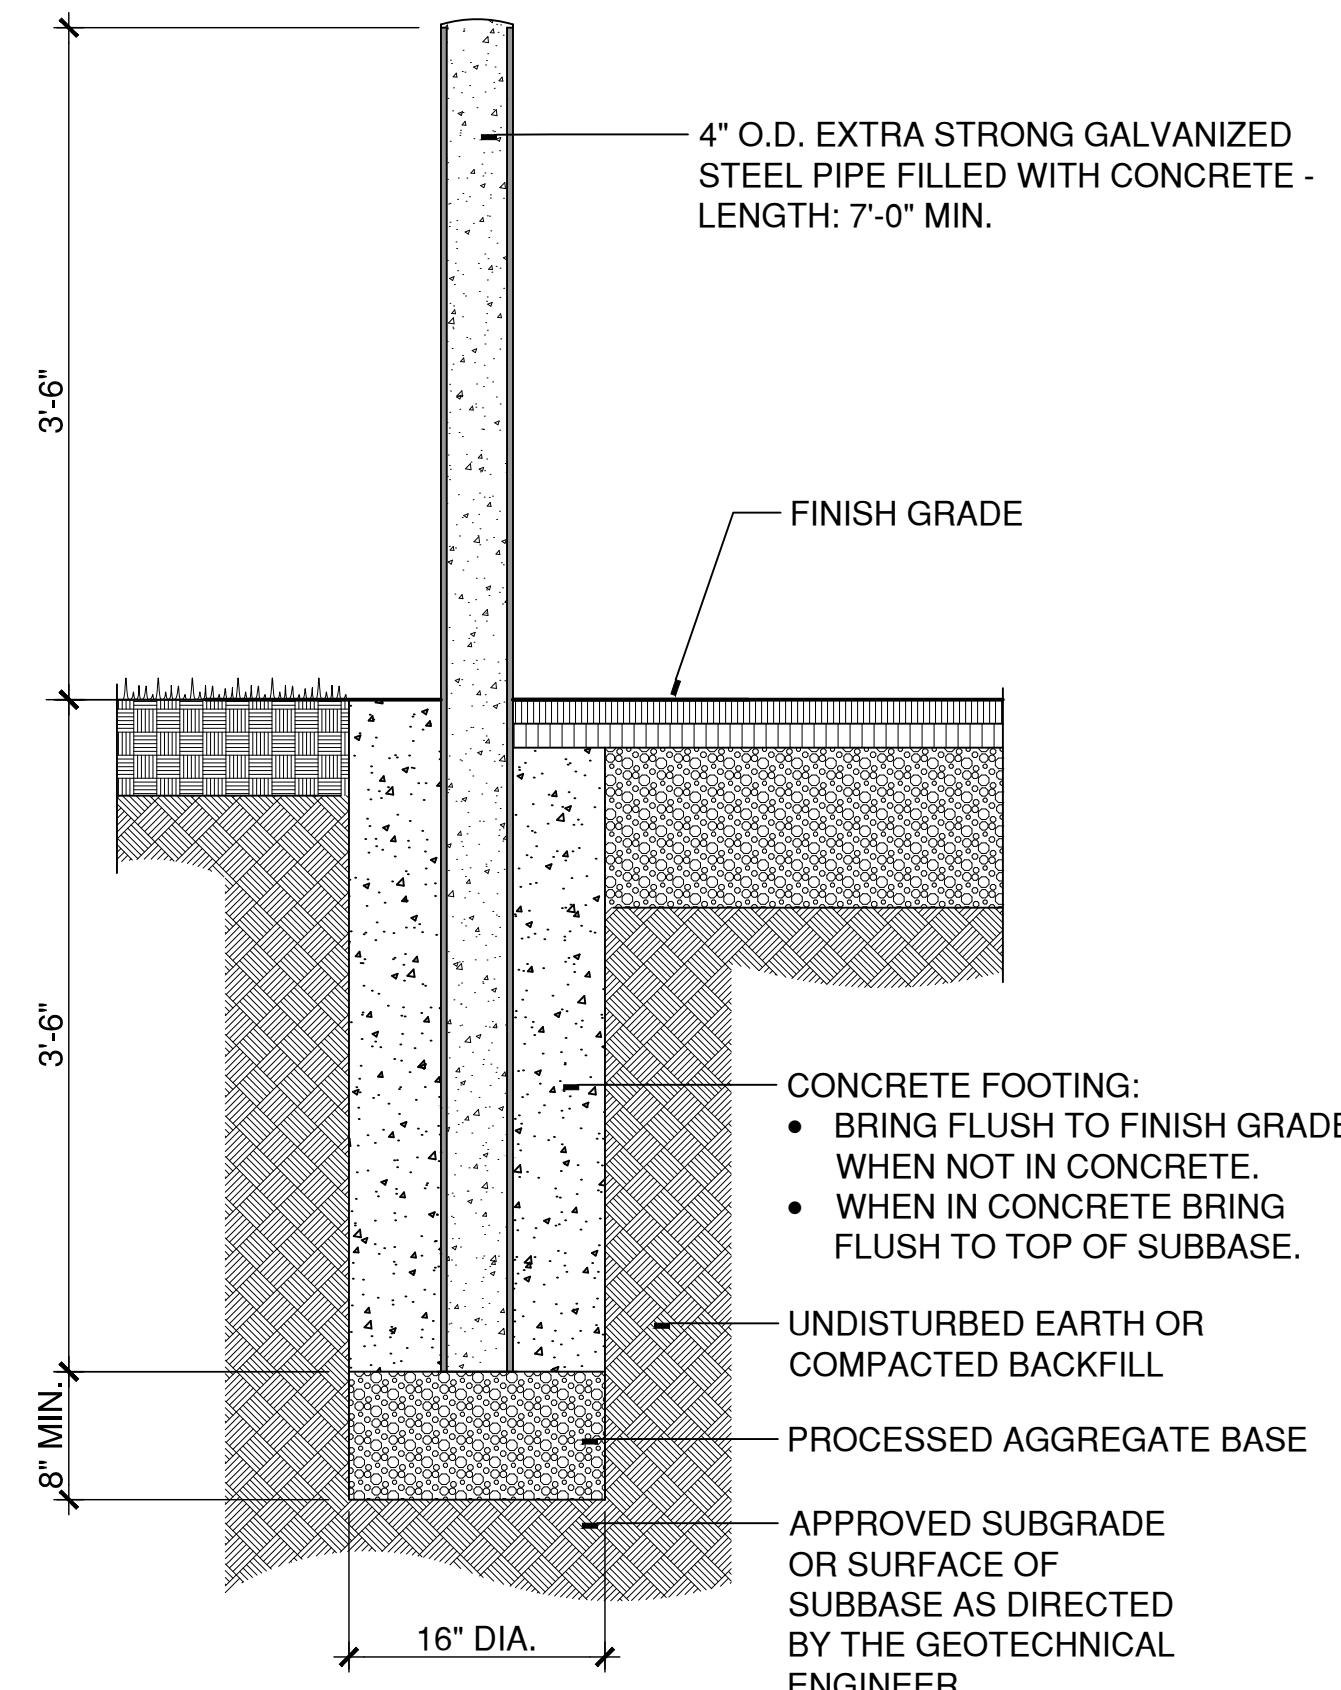 4" O.D. EXTRA STRONG GALVANIZED
STEEL PIPE FILLED WITH CONCRETE -
LENGTH: 7'-0" MIN.
3'-6"
FINISH GRADE
3'-6"
CONCRETE FOOTING:
• BRING FLUSH TO FINISH GRADE
WHEN NOT IN CONCRETE.
• WHEN IN CONCRETE BRING
FLUSH TO TOP OF SUBBASE.
UNDISTURBED EARTH OR
COMPACTED BACKFILL
8" MIN.
PROCESSED AGGREGATE BASE
APPROVED SUBGRADE
OR SURFACE OF
SUBBASE AS DIRECTED
BY THE GEOTECHNICAL
ENGINEER
16" DIA.